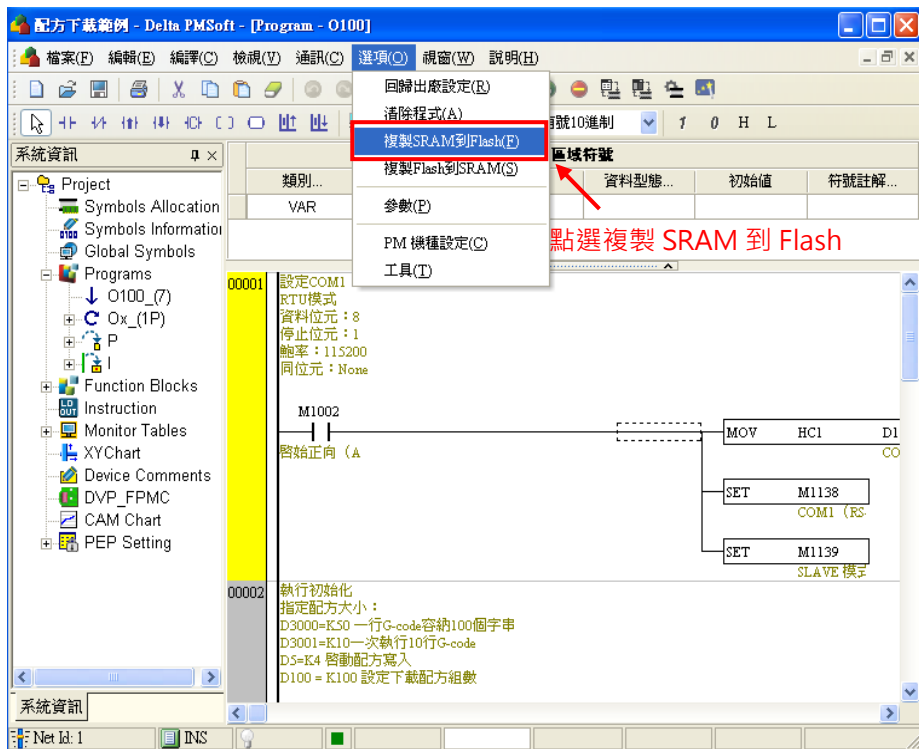 配方下載範例 - Delta PMSoft - [Program - O100]
檔案(F) 編輯(E) 編譯(C) 檢視(V) 通訊(C) 選項(O) 視窗(W) 說明(H)
回歸出廠設定(R)
清除程式(A)
複製SRAM到Flash(F)
複製Flash到SRAM(S)
參數(P)
PM 機種設定(C)
工具(T)
號10進制 1 0 H L
點選複製 SRAM 到 Flash
系統資訊
Project
Symbols Allocation
Symbols Information
Global Symbols
Programs
O100_(7)
Ox_(1P)
P
I
Function Blocks
Instruction
Monitor Tables
XYChart
Device Comments
DVP_FPMC
CAM Chart
PEP Setting
系統資訊
區域符號
類別... 資料型態... 初始值 符號註解...
VAR
00001
設定COM1
RTU模式
資料位元：8
停止位元：1
鮑率：115200
同位元：None
M1002
啓始正向（A
MOV HC1 D1
CO
SET M1138
COM1（RS-
SET M1139
SLAVE 模式
00002
執行初始化
指定配方大小：
D3000=K50 一行G-code容納100個字串
D3001=K10一次執行10行G-code
D5=K4 啓動配方寫入
D100 = K100 設定下載配方組數
Net Id: 1 INS